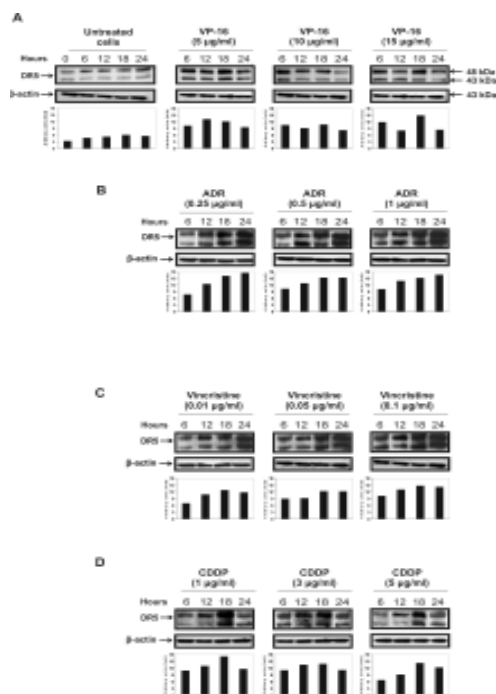 A
Untreated cells
VP-16 (5 µg/ml)
VP-16 (10 µg/ml)
VP-16 (15 µg/ml)
Hours 0 6 12 18 24 6 12 18 24 6 12 18 24 6 12 18 24
DR5
48 kDa
43 kDa
β-actin
43 kDa
B
ADR (0.25 µg/ml)
ADR (0.5 µg/ml)
ADR (1 µg/ml)
Hours 6 12 18 24 6 12 18 24 6 12 18 24
DR5
β-actin
C
Vincristine (0.01 µg/ml)
Vincristine (0.05 µg/ml)
Vincristine (0.1 µg/ml)
Hours 6 12 18 24 6 12 18 24 6 12 18 24
DR5
β-actin
D
CDDP (1 µg/ml)
CDDP (3 µg/ml)
CDDP (5 µg/ml)
Hours 6 12 18 24 6 12 18 24 6 12 18 24
DR5
β-actin